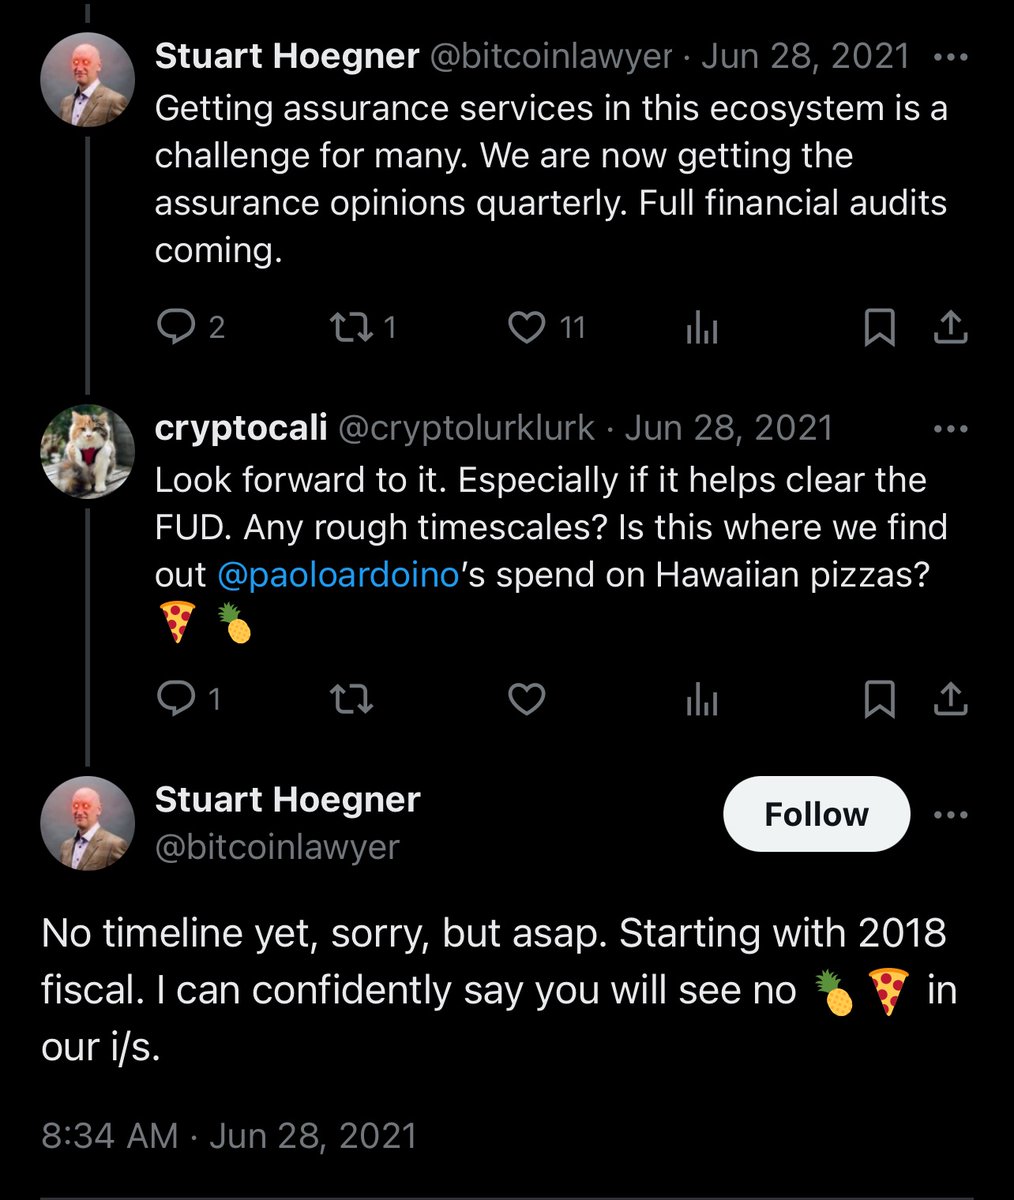 Stuart Hoegner @bitcoinlawyer · Jun 28, 2021
Getting assurance services in this ecosystem is a
challenge for many. We are now getting the
assurance opinions quarterly. Full financial audits
coming.
2 1 11
cryptocali @cryptolurklurk · Jun 28, 2021
Look forward to it. Especially if it helps clear the
FUD. Any rough timescales? Is this where we find
out @paoloardoino's spend on Hawaiian pizzas?
🍕 🍍
1
Stuart Hoegner
@bitcoinlawyer
Follow
No timeline yet, sorry, but asap. Starting with 2018
fiscal. I can confidently say you will see no 🍍 🍕 in
our i/s.
8:34 AM · Jun 28, 2021